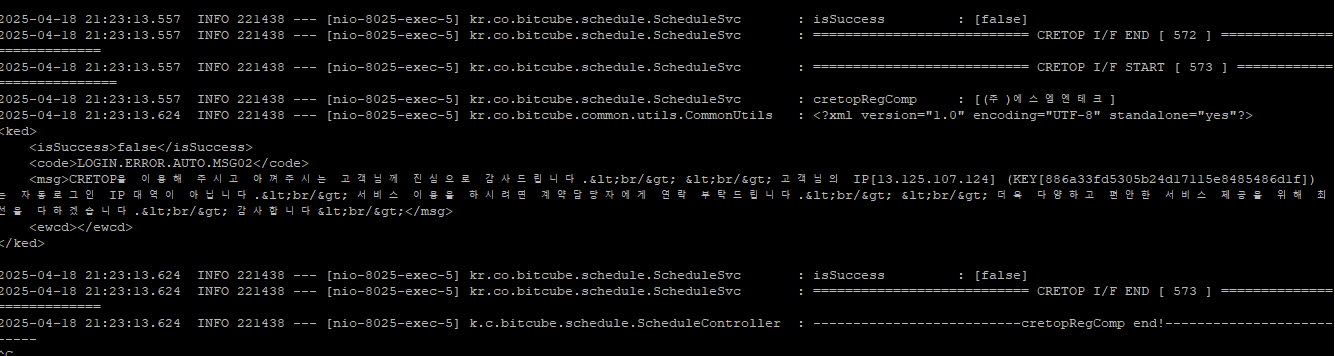 2025-04-18 21:23:13.557  INFO 221438 --- [nio-8025-exec-5] kr.co.bitcube.schedule.ScheduleSvc       : isSuccess         : [false]
2025-04-18 21:23:13.557  INFO 221438 --- [nio-8025-exec-5] kr.co.bitcube.schedule.ScheduleSvc       : =========================== CRETOP I/F END [ 572 ] ==============
=============
2025-04-18 21:23:13.557  INFO 221438 --- [nio-8025-exec-5] kr.co.bitcube.schedule.ScheduleSvc       : =========================== CRETOP I/F START [ 573 ] ============
===============
2025-04-18 21:23:13.557  INFO 221438 --- [nio-8025-exec-5] kr.co.bitcube.schedule.ScheduleSvc       : cretopRegComp     : [(주)에스엠엔테크]
2025-04-18 21:23:13.624  INFO 221438 --- [nio-8025-exec-5] kr.co.bitcube.common.utils.CommonUtils   : <?xml version="1.0" encoding="UTF-8" standalone="yes"?>
<ked>
    <isSuccess>false</isSuccess>
    <code>LOGIN.ERROR.AUTO.MSG02</code>
    <msg>CRETOP을 이용해 주시고 아껴주시는 고객님께 진심으로 감사드립니다.&lt;br/&gt; &lt;br/&gt; 고객님의 IP[13.125.107.124] (KEY[886a33fd5305b24d17115e8485486d1f])
는 자동로그인 IP대역이 아닙니다.&lt;br/&gt; 서비스 이용을 하시려면 계약담당자에게 연락 부탁드립니다.&lt;br/&gt; &lt;br/&gt; 더욱 다양하고 편안한 서비스 제공을 위해 최
선을 다하겠습니다.&lt;br/&gt; 감사합니다&lt;br/&gt;</msg>
    <ewcd></ewcd>
</ked>
2025-04-18 21:23:13.624  INFO 221438 --- [nio-8025-exec-5] kr.co.bitcube.schedule.ScheduleSvc       : isSuccess         : [false]
2025-04-18 21:23:13.624  INFO 221438 --- [nio-8025-exec-5] kr.co.bitcube.schedule.ScheduleSvc       : =========================== CRETOP I/F END [ 573 ] ==============
=============
2025-04-18 21:23:13.624  INFO 221438 --- [nio-8025-exec-5] k.c.bitcube.schedule.ScheduleController  : --------------------------cretopRegComp end!---------------------
-----
^C